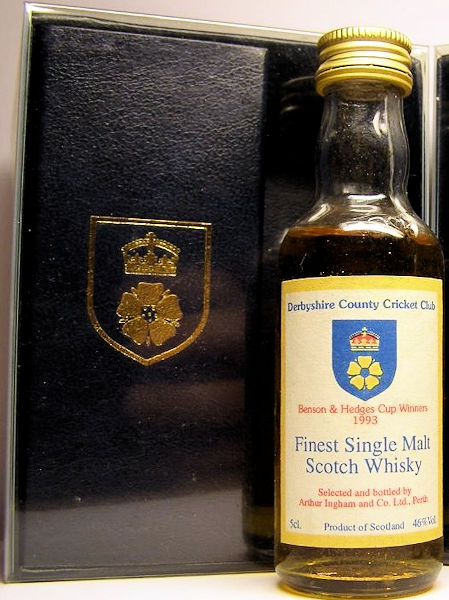 Derbyshire County Cricket Club
Benson & Hedges Cup Winners
1993
Finest Single Malt
Scotch Whisky
Selected and bottled by
Arthur Ingham and Co. Ltd., Perth
5cl. Product of Scotland 46%Vol.